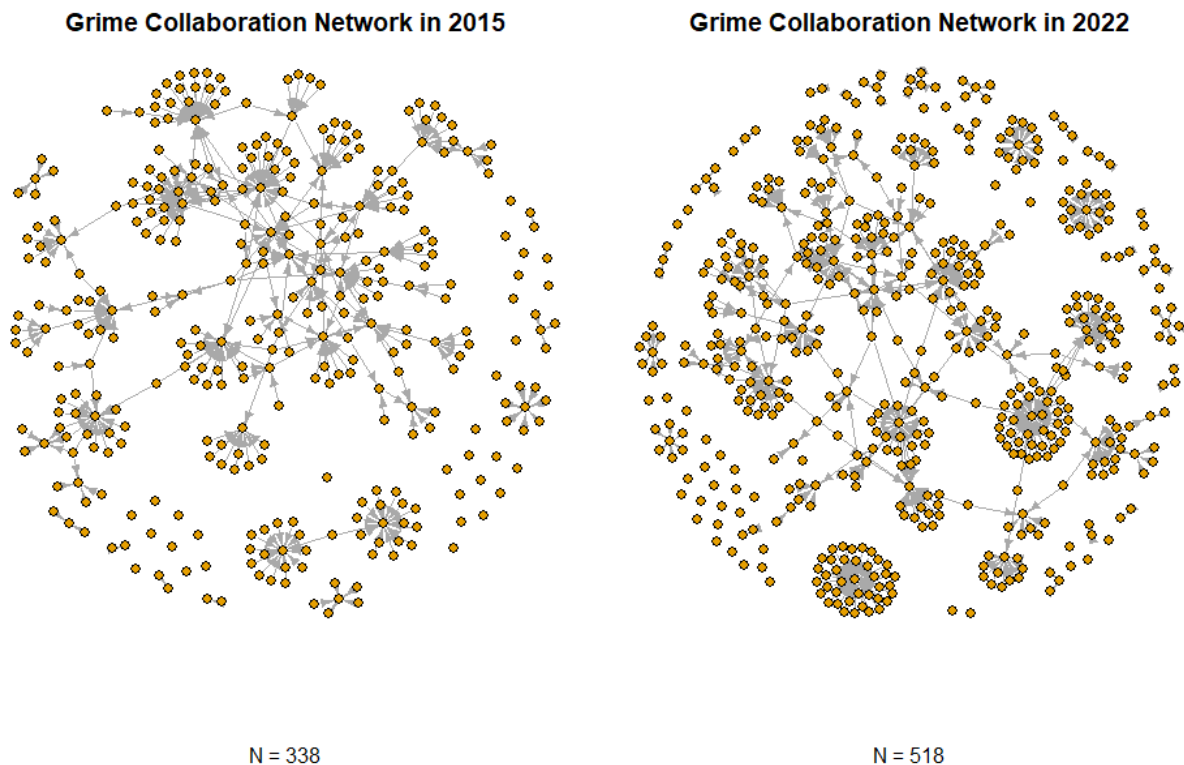 Grime Collaboration Network in 2015
Grime Collaboration Network in 2022
N = 338
N = 518